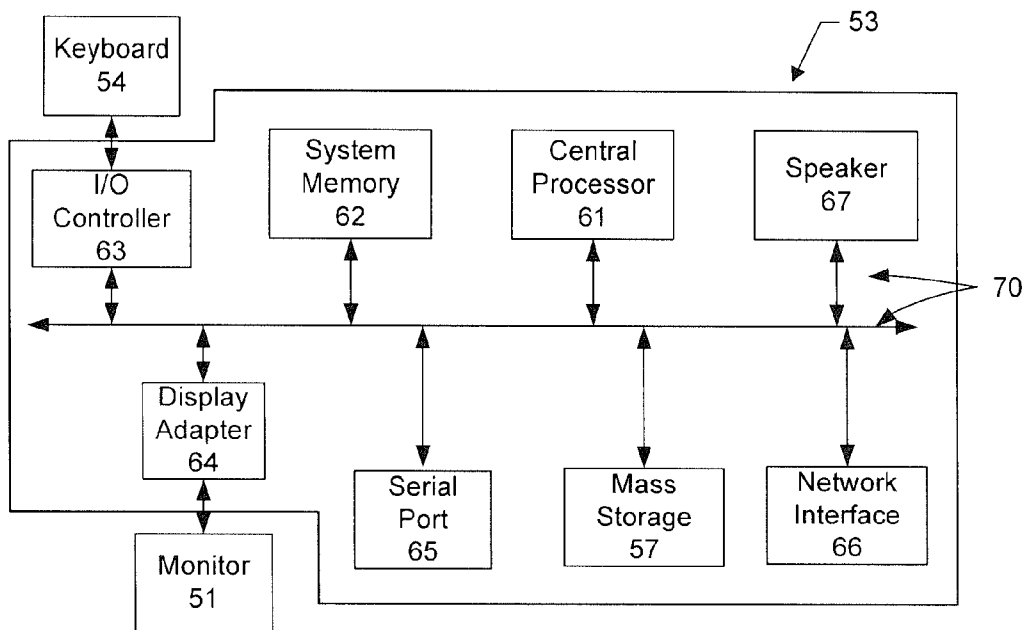 53
Keyboard
54
I/O
Controller
63
System
Memory
62
Central
Processor
61
Speaker
67
70
Display
Adapter
64
Serial
Port
65
Mass
Storage
57
Network
Interface
66
Monitor
51